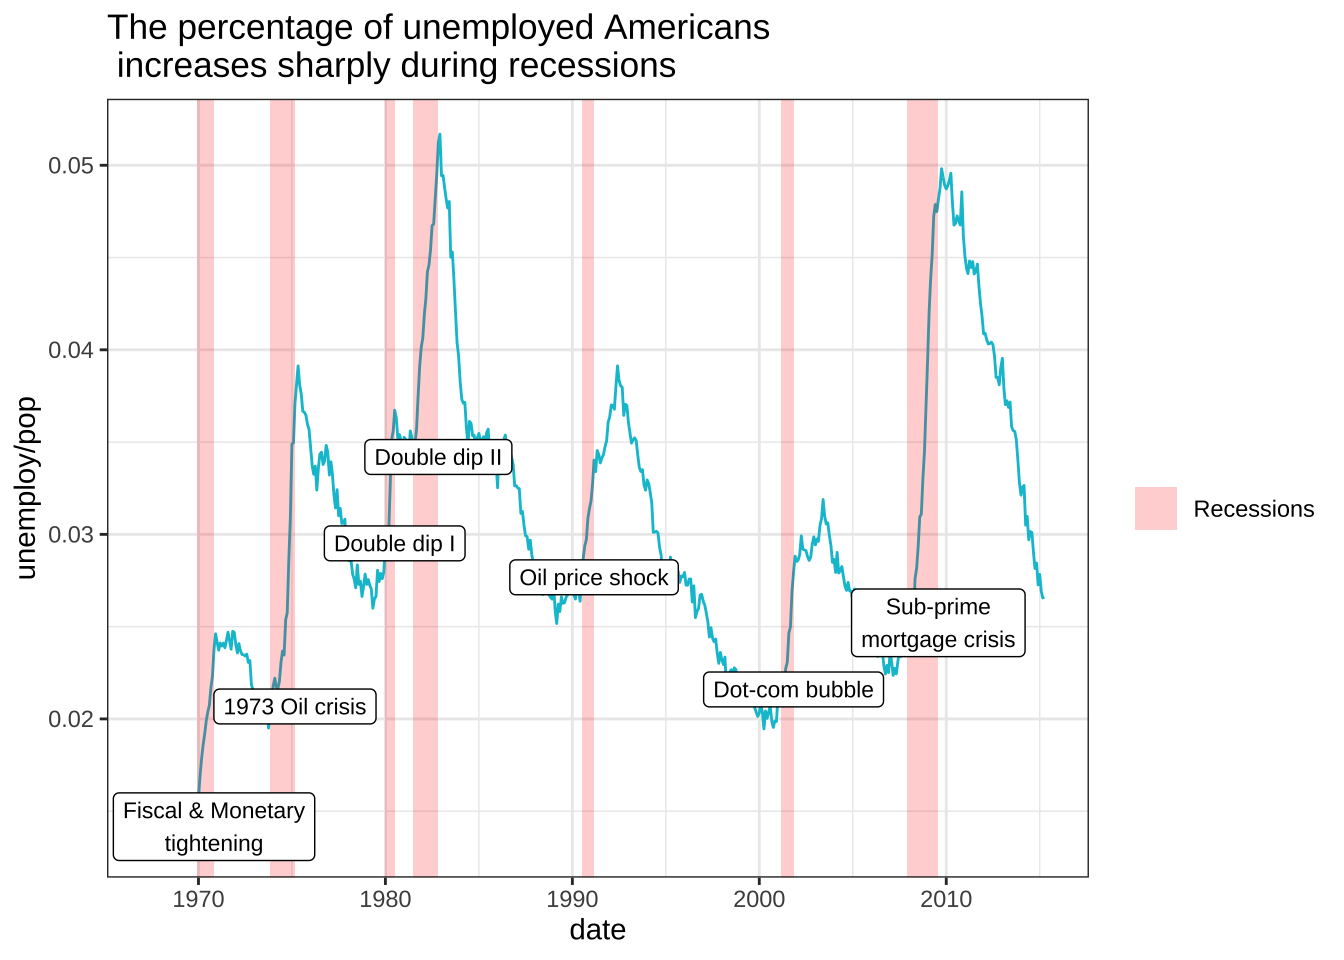 The percentage of unemployed Americans
increases sharply during recessions
unemploy/pop
0.05
0.04
0.03
0.02
Double dip II
Double dip I
Oil price shock
Sub-prime
mortgage crisis
Dot-com bubble
1973 Oil crisis
Fiscal & Monetary
tightening
1970
1980
1990
2000
2010
date
Recessions